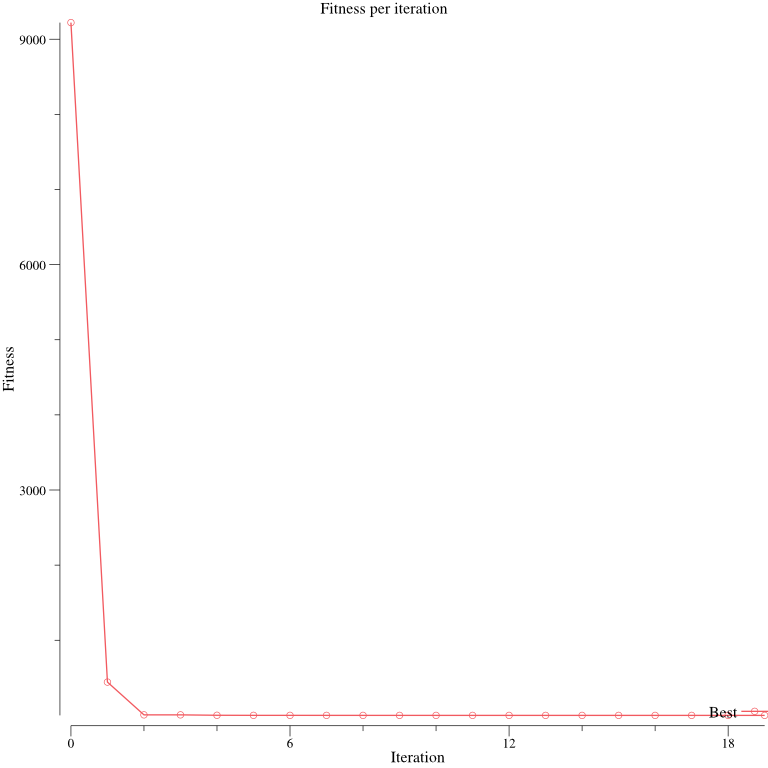 Fitness per iteration
9000
6000
3000
Fitness
Best
0 6 12 18
Iteration